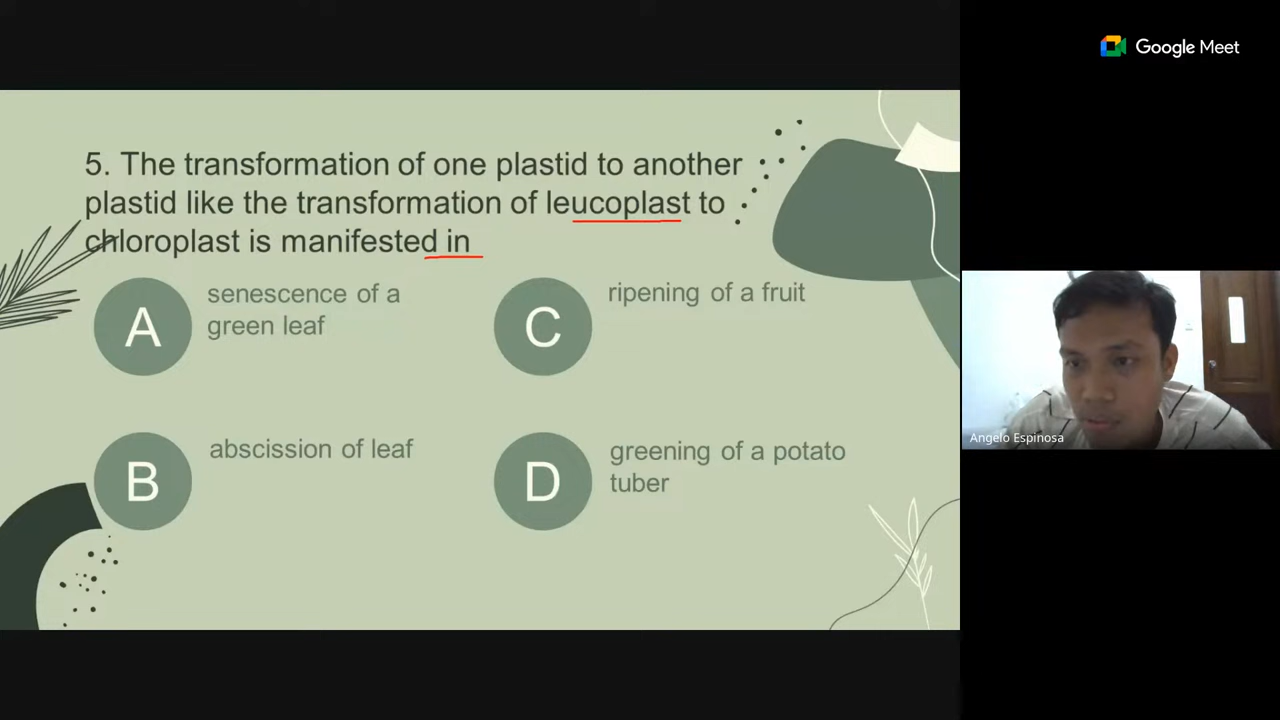 Google Meet
5. The transformation of one plastid to another
plastid like the transformation of leucoplast to
chloroplast is manifested in
A
senescence of a
green leaf
C
ripening of a fruit
B
abscission of leaf
D
greening of a potato
tuber
Angelo Espinosa